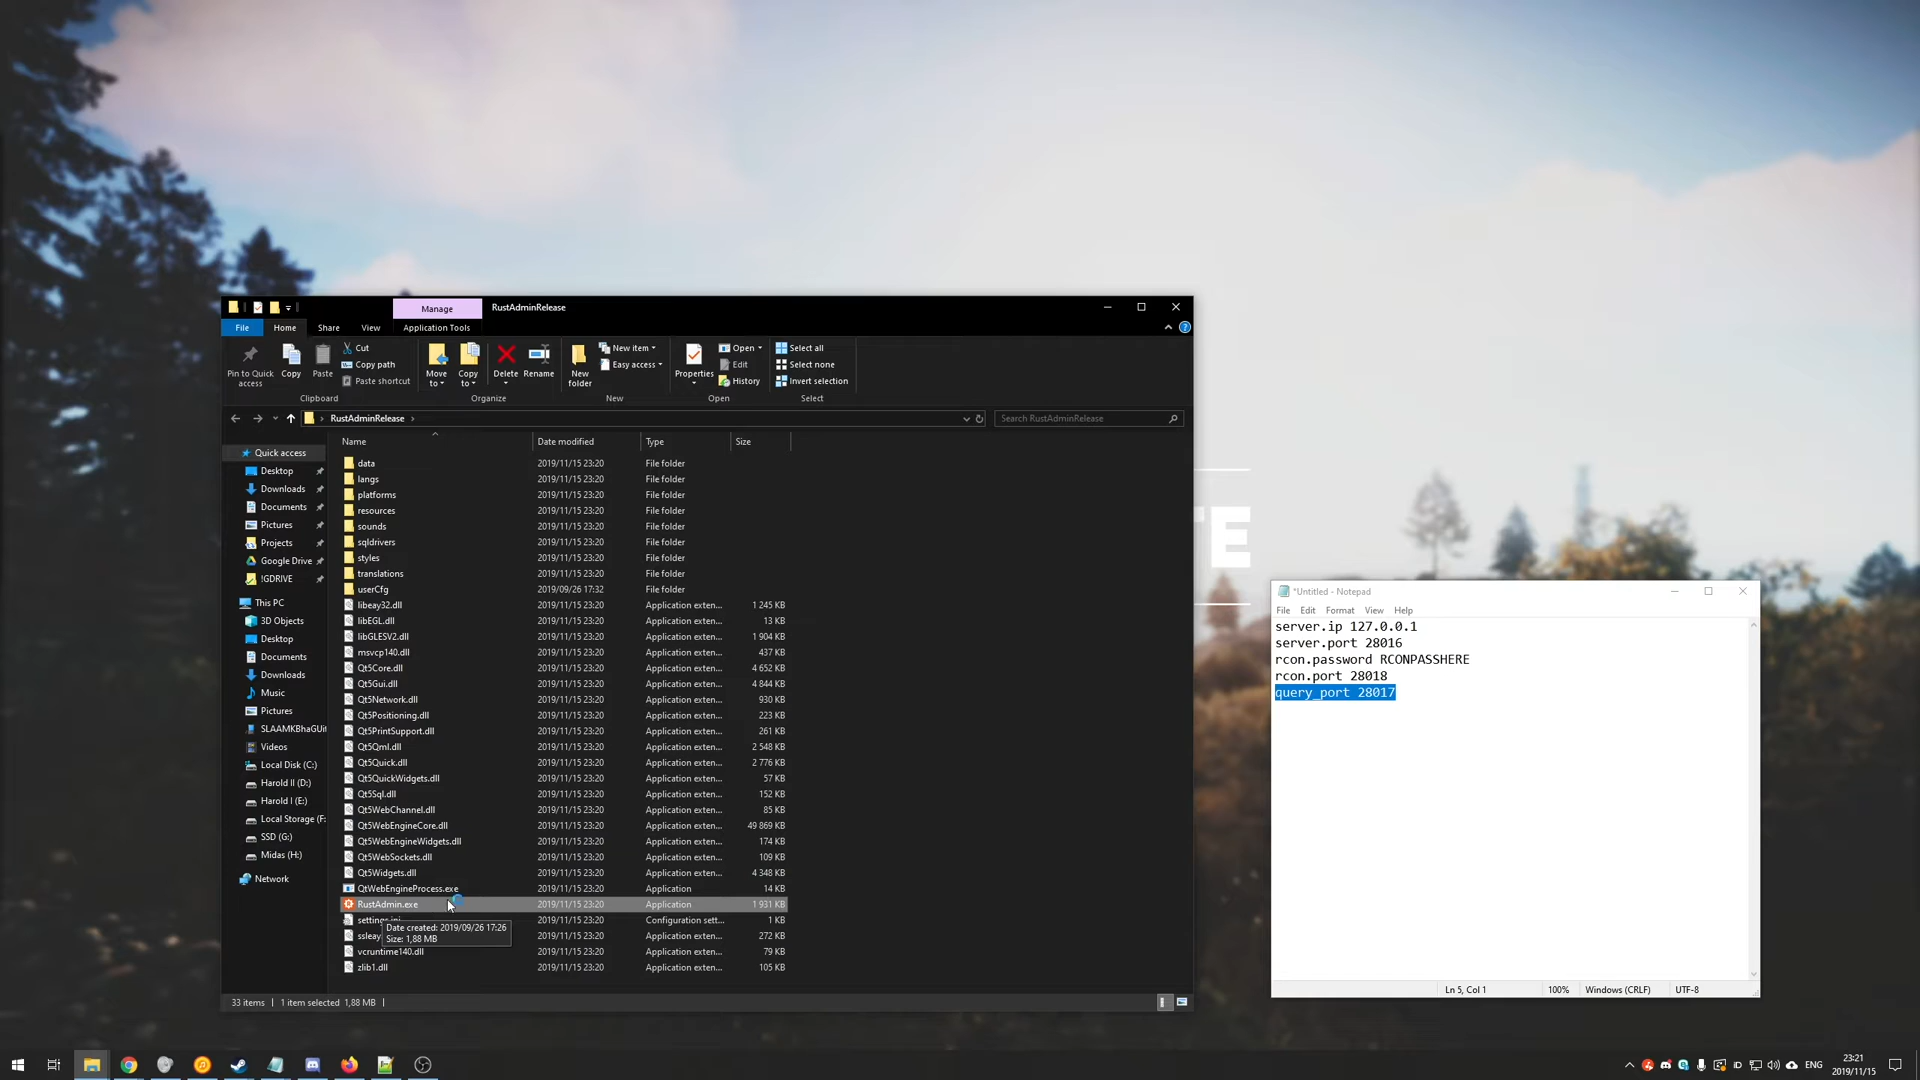 Manage
RustAdminRelease
File
Home
Share
View
Application Tools
Pin to Quick access
Copy
Paste
Cut
Copy path
Paste shortcut
Clipboard
Move to
Copy to
Delete
Rename
Organize
New folder
New item
Easy access
New
Properties
Open
Edit
History
Open
Select all
Select none
Invert selection
Select
RustAdminRelease
Search RustAdminRelease
Quick access
Desktop
Downloads
Documents
Pictures
Projects
Google Drive
!GDRIVE
This PC
3D Objects
Desktop
Documents
Downloads
Music
Pictures
SLAAMKBhaGUit
Videos
Local Disk (C:)
Harold II (D:)
Harold I (E:)
Local Storage (F:
SSD (G:)
Midas (H:)
Network
Name Date modified Type Size
data 2019/11/15 23:20 File folder
langs 2019/11/15 23:20 File folder
platforms 2019/11/15 23:20 File folder
resources 2019/11/15 23:20 File folder
sounds 2019/11/15 23:20 File folder
sqldrivers 2019/11/15 23:20 File folder
styles 2019/11/15 23:20 File folder
translations 2019/11/15 23:20 File folder
userCfg 2019/09/26 17:32 File folder
libeay32.dll 2019/11/15 23:20 Application exten... 1 245 KB
libEGL.dll 2019/11/15 23:20 Application exten... 13 KB
libGLESV2.dll 2019/11/15 23:20 Application exten... 1 904 KB
msvcp140.dll 2019/11/15 23:20 Application exten... 437 KB
Qt5Core.dll 2019/11/15 23:20 Application exten... 4 652 KB
Qt5Gui.dll 2019/11/15 23:20 Application exten... 4 844 KB
Qt5Network.dll 2019/11/15 23:20 Application exten... 930 KB
Qt5Positioning.dll 2019/11/15 23:20 Application exten... 223 KB
Qt5PrintSupport.dll 2019/11/15 23:20 Application exten... 261 KB
Qt5Qml.dll 2019/11/15 23:20 Application exten... 2 548 KB
Qt5Quick.dll 2019/11/15 23:20 Application exten... 2 776 KB
Qt5QuickWidgets.dll 2019/11/15 23:20 Application exten... 57 KB
Qt5Sql.dll 2019/11/15 23:20 Application exten... 152 KB
Qt5WebChannel.dll 2019/11/15 23:20 Application exten... 85 KB
Qt5WebEngineCore.dll 2019/11/15 23:20 Application exten... 49 869 KB
Qt5WebEngineWidgets.dll 2019/11/15 23:20 Application exten... 174 KB
Qt5WebSockets.dll 2019/11/15 23:20 Application exten... 109 KB
Qt5Widgets.dll 2019/11/15 23:20 Application exten... 4 348 KB
QtWebEngineProcess.exe 2019/11/15 23:20 Application 14 KB
RustAdmin.exe 2019/11/15 23:20 Application 1 931 KB
settings.ini 2019/11/15 23:20 Configuration sett... 1 KB
ssleay 2019/11/15 23:20 Application exten... 272 KB
vcruntime140.dll 2019/11/15 23:20 Application exten... 79 KB
zlib1.dll 2019/11/15 23:20 Application exten... 105 KB
Date created: 2019/09/26 17:26
Size: 1,88 MB
33 items
1 item selected 1,88 MB
TE
*Untitled - Notepad
File Edit Format View Help
server.ip 127.0.0.1
server.port 28016
rcon.password RCONPASSHERE
rcon.port 28018
query_port 28017
Ln 5, Col 1
100%
Windows (CRLF)
UTF-8
ENG
23:21
2019/11/15